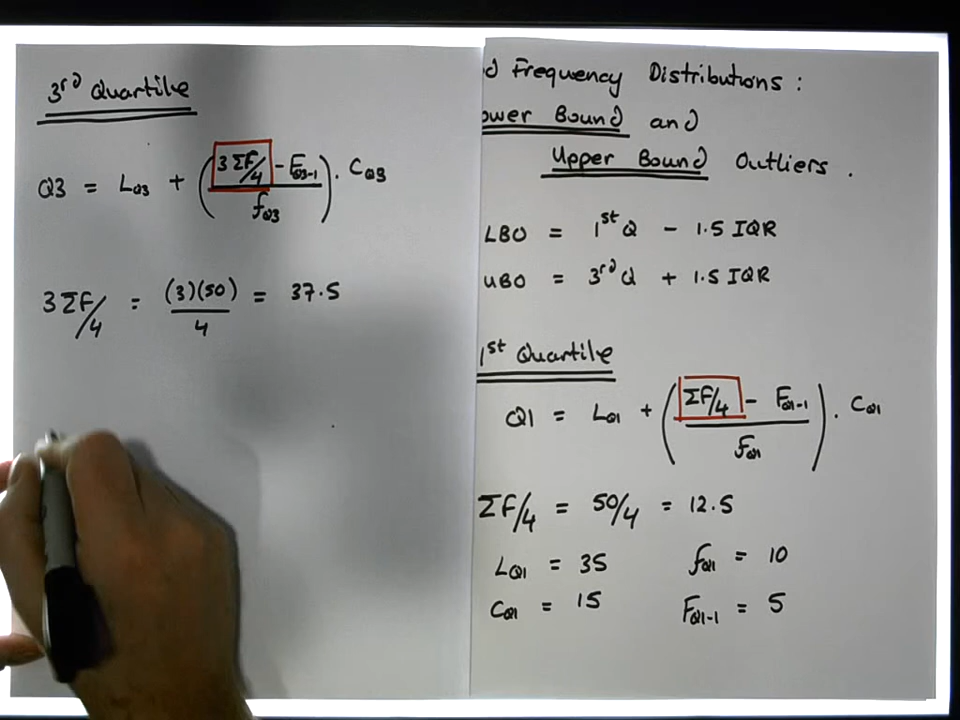 3rd Quartile
Q3 = LQ3 + (3ΣF/4 - FQ3-1 / fQ3) . CQ3
3ΣF/4 = (3)(50)/4 = 37.5
d Frequency Distributions :
ower Bound and
Upper Bound Outliers .
LBO = 1st Q - 1.5 IQR
UBO = 3rd Q + 1.5 IQR
1st Quartile
Q1 = LQ1 + (ΣF/4 - FQ1-1 / fQ1) . CQ1
ΣF/4 = 50/4 = 12.5
LQ1 = 35 fQ1 = 10
CQ1 = 15 FQ1-1 = 5